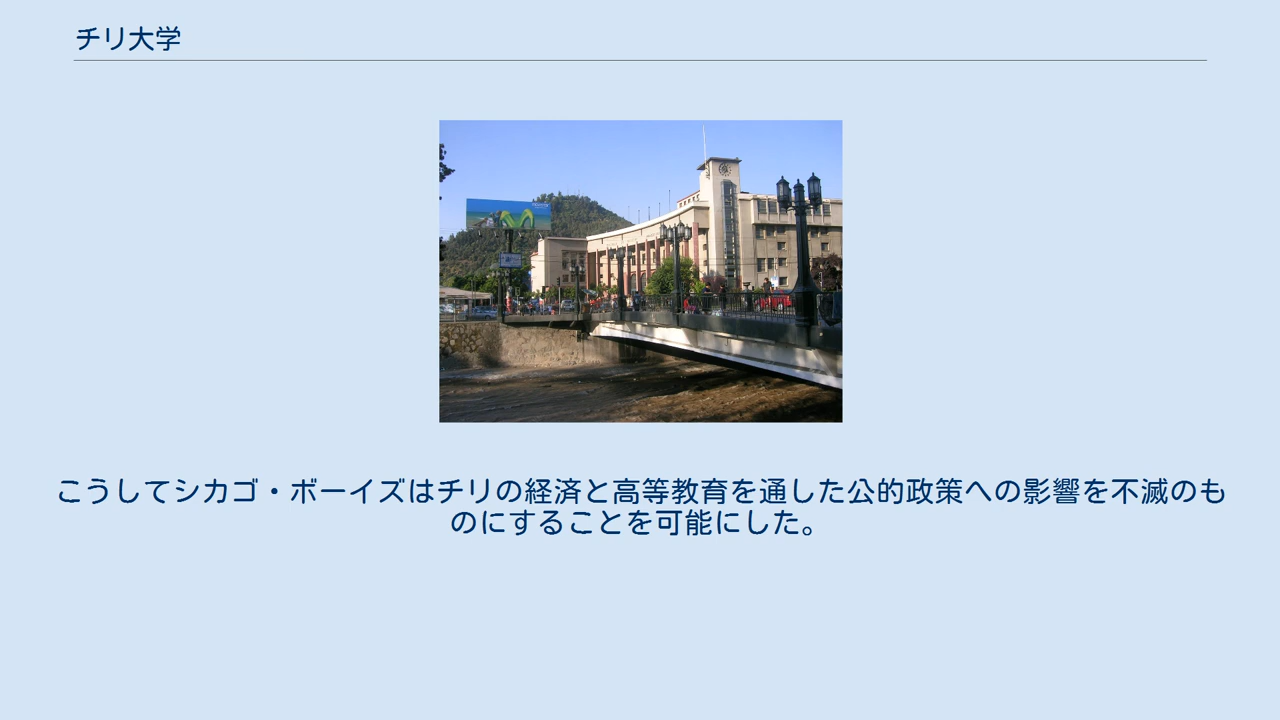 チリ大学
こうしてシカゴ・ボーイズはチリの経済と高等教育を通した公的政策への影響を不滅のも
のにすることを可能にした。